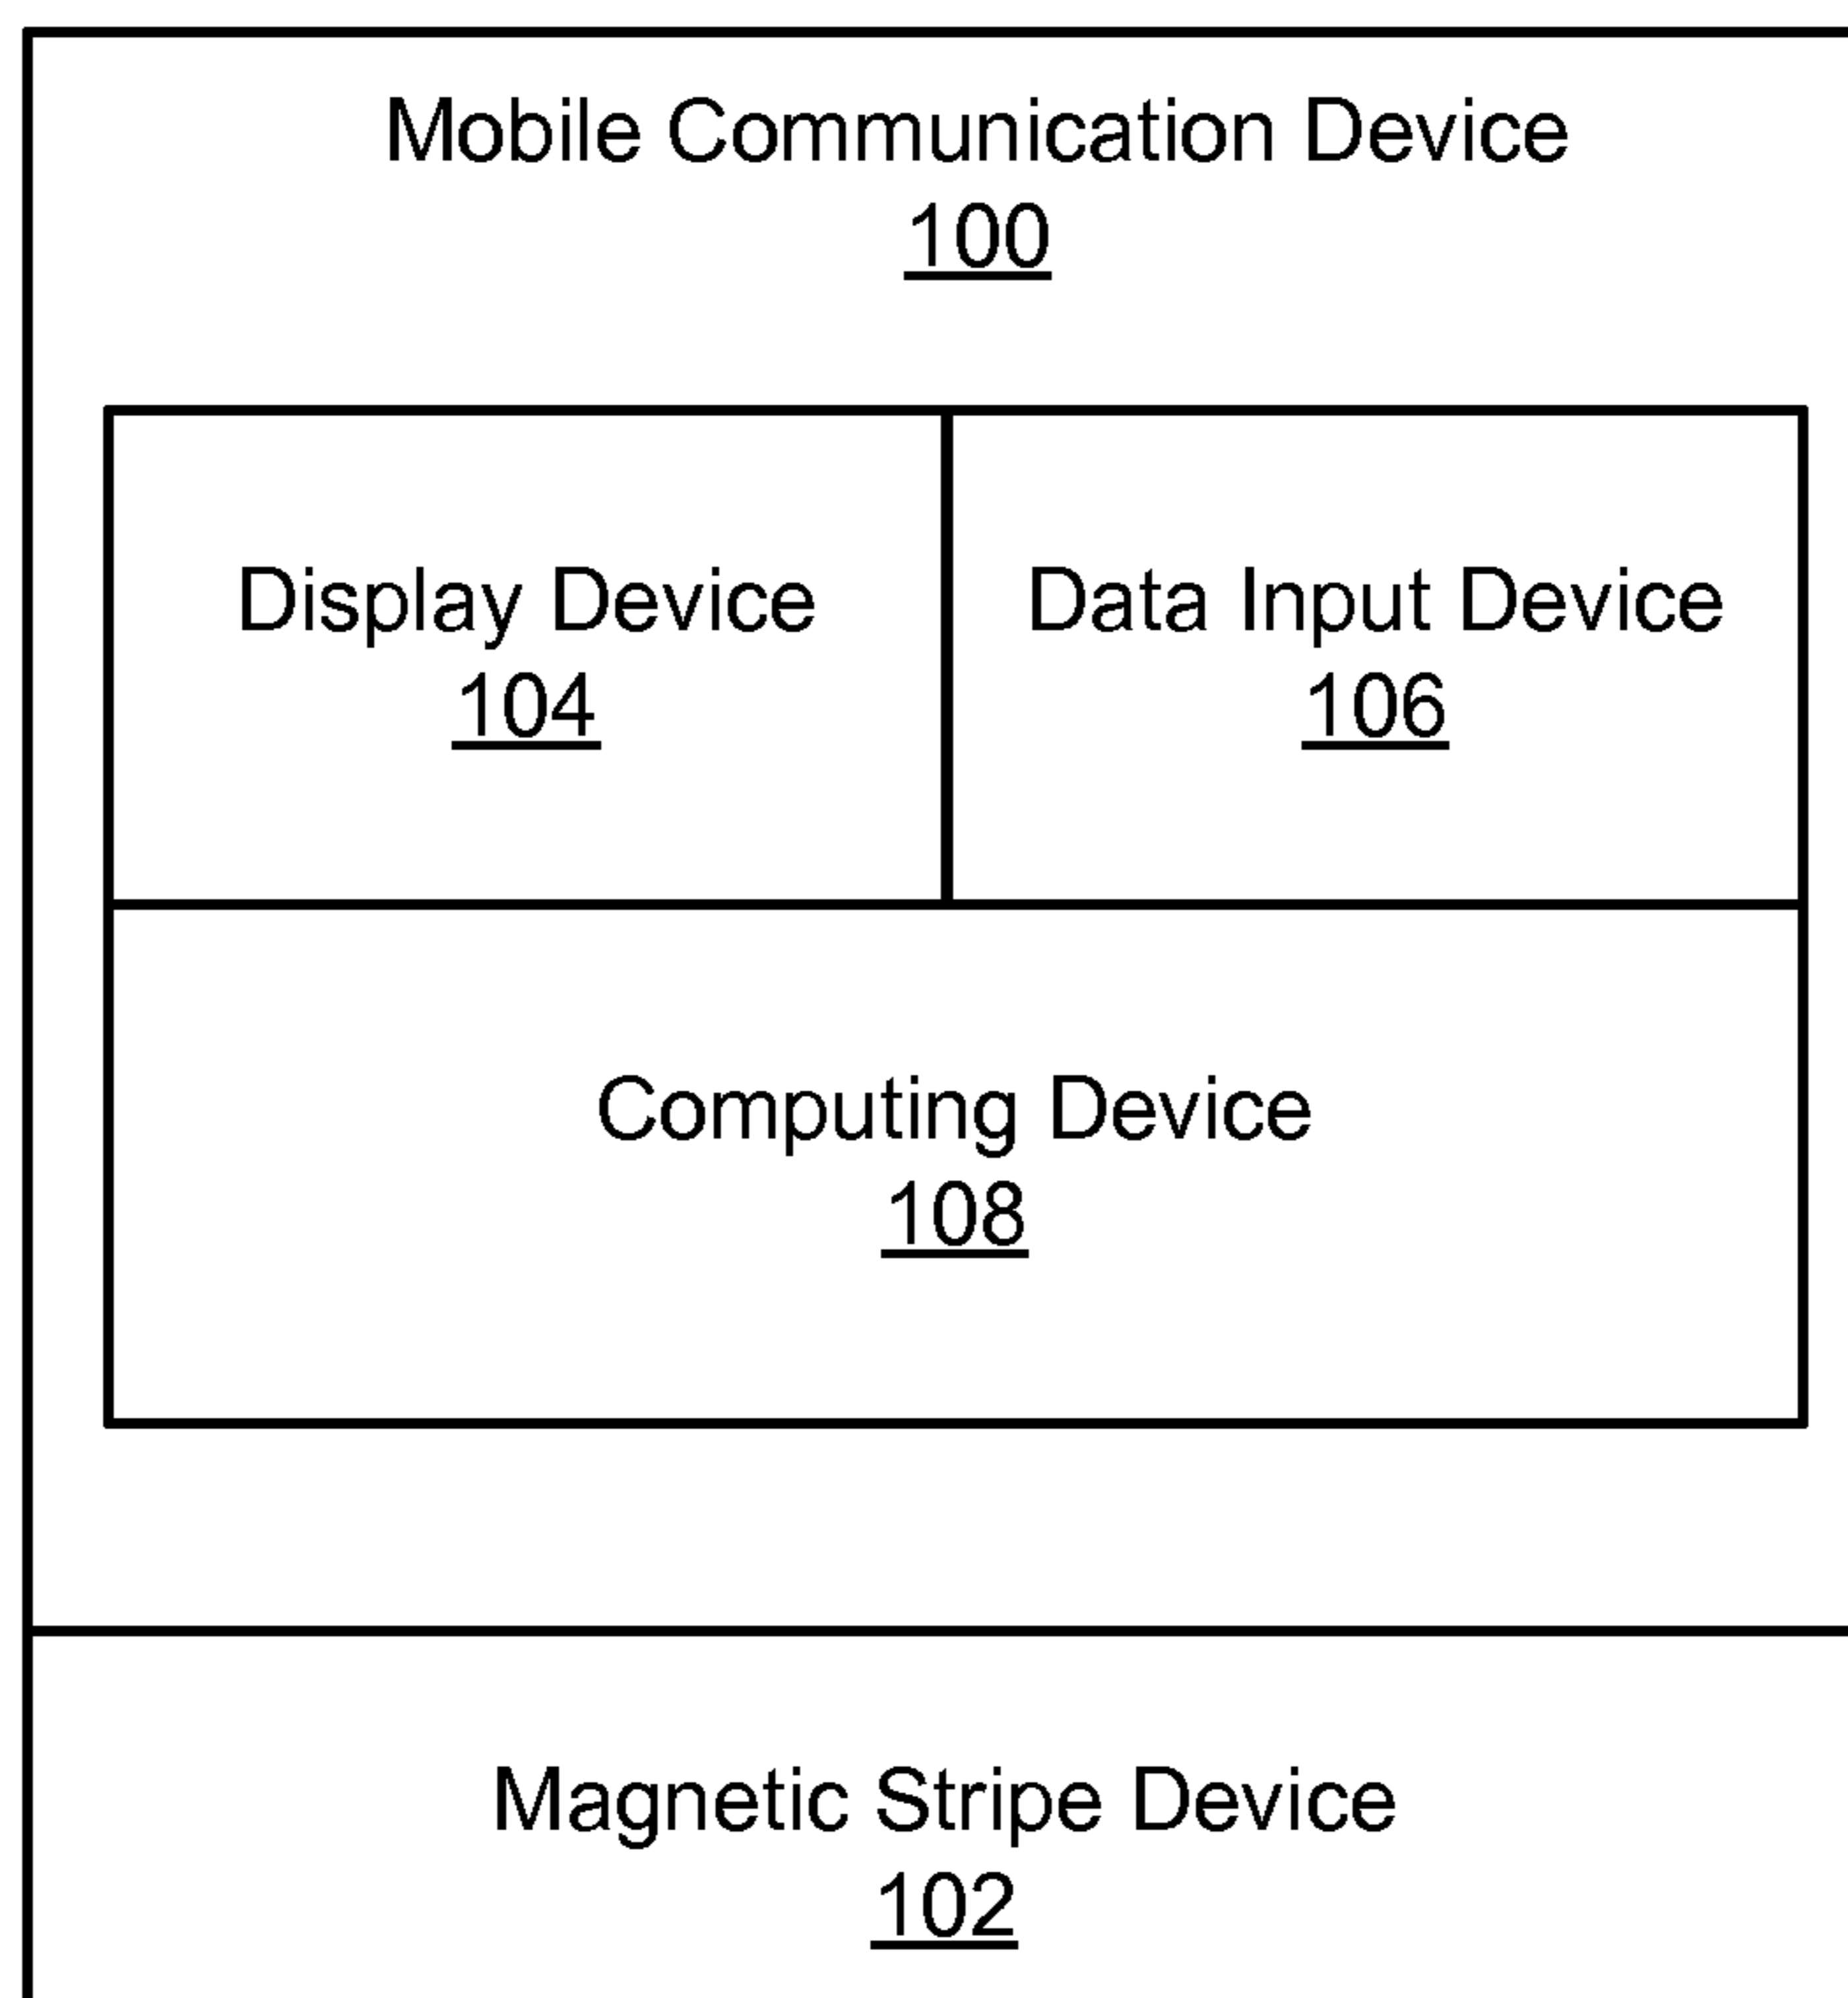 Mobile Communication Device
100
Display Device
104
Data Input Device
106
Computing Device
108
Magnetic Stripe Device
102